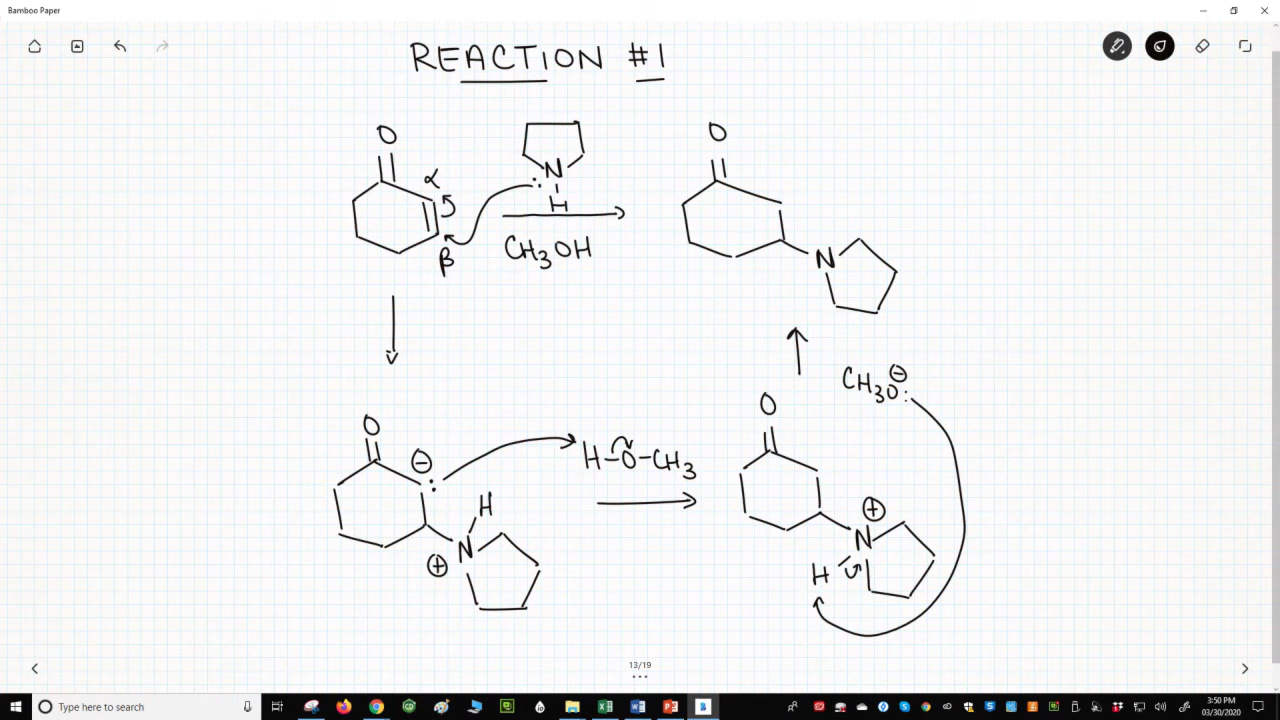 Bamboo Paper
REACTION #1
O
α
β
N
:
H
CH3OH
O
N
O
⊖
:
H
N
⊕
H-O-CH3
CH3O:
⊖
O
⊕
N
H
13/19
Type here to search
3:50 PM
03/30/2020